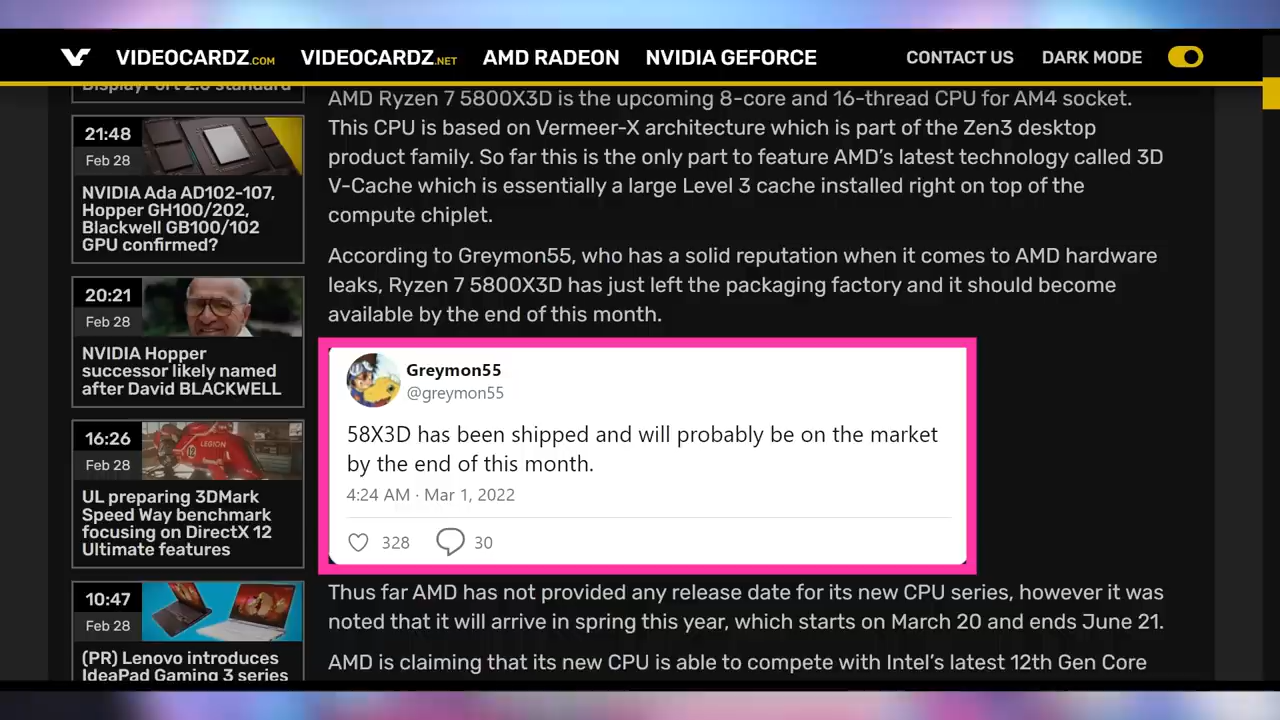 VIDEOCARDZ.COM VIDEOCARDZ.NET AMD RADEON NVIDIA GEFORCE CONTACT US DARK MODE
DisplayPort 2.0 standard
21:48
Feb 28
NVIDIA Ada AD102-107,
Hopper GH100/202,
Blackwell GB100/102
GPU confirmed?
20:21
Feb 28
NVIDIA Hopper
successor likely named
after David BLACKWELL
16:26
Feb 28
LEGION
12
UL preparing 3DMark
Speed Way benchmark
focusing on DirectX 12
Ultimate features
10:47
Feb 28
(PR) Lenovo introduces
IdeaPad Gaming 3 series
AMD Ryzen 7 5800X3D is the upcoming 8-core and 16-thread CPU for AM4 socket.
This CPU is based on Vermeer-X architecture which is part of the Zen3 desktop
product family. So far this is the only part to feature AMD's latest technology called 3D
V-Cache which is essentially a large Level 3 cache installed right on top of the
compute chiplet.
According to Greymon55, who has a solid reputation when it comes to AMD hardware
leaks, Ryzen 7 5800X3D has just left the packaging factory and it should become
available by the end of this month.
Greymon55
@greymon55
58X3D has been shipped and will probably be on the market
by the end of this month.
4:24 AM · Mar 1, 2022
328 30
Thus far AMD has not provided any release date for its new CPU series, however it was
noted that it will arrive in spring this year, which starts on March 20 and ends June 21.
AMD is claiming that its new CPU is able to compete with Intel's latest 12th Gen Core